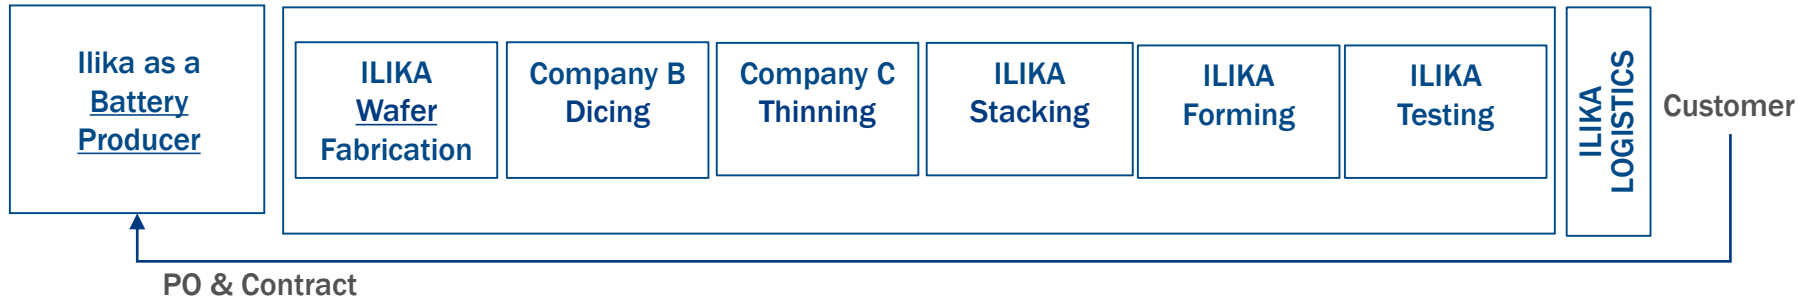 Ilika as a
Battery
Producer
ILIKA
Wafer
Fabrication
Company B
Dicing
Company C
Thinning
ILIKA
Stacking
ILIKA
Forming
ILIKA
Testing
ILIKA
LOGISTICS
Customer
PO & Contract